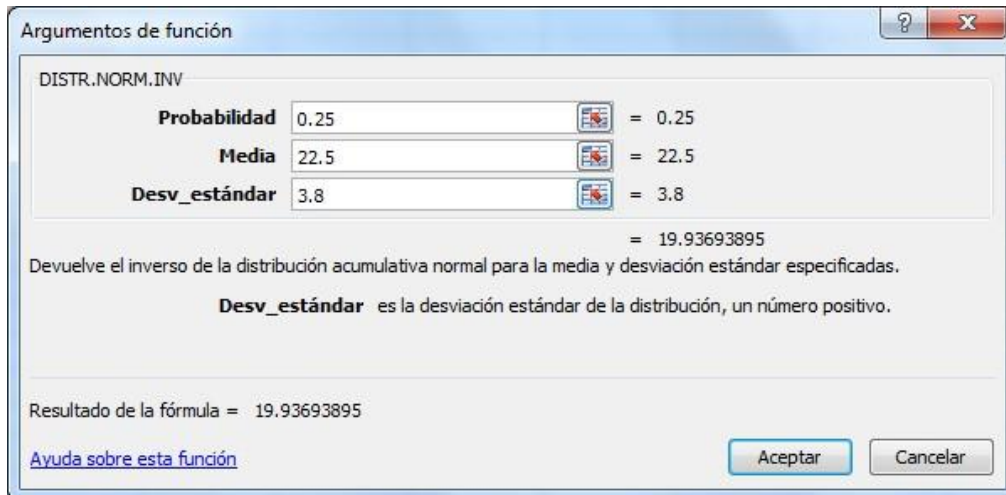 Argumentos de función
DISTR.NORM.INV
Probabilidad 0.25 = 0.25
Media 22.5 = 22.5
Desv_estándar 3.8 = 3.8
= 19.93693895
Devuelve el inverso de la distribución acumulativa normal para la media y desviación estándar especificadas.
Desv_estándar es la desviación estándar de la distribución, un número positivo.
Resultado de la fórmula = 19.93693895
Ayuda sobre esta función Aceptar Cancelar